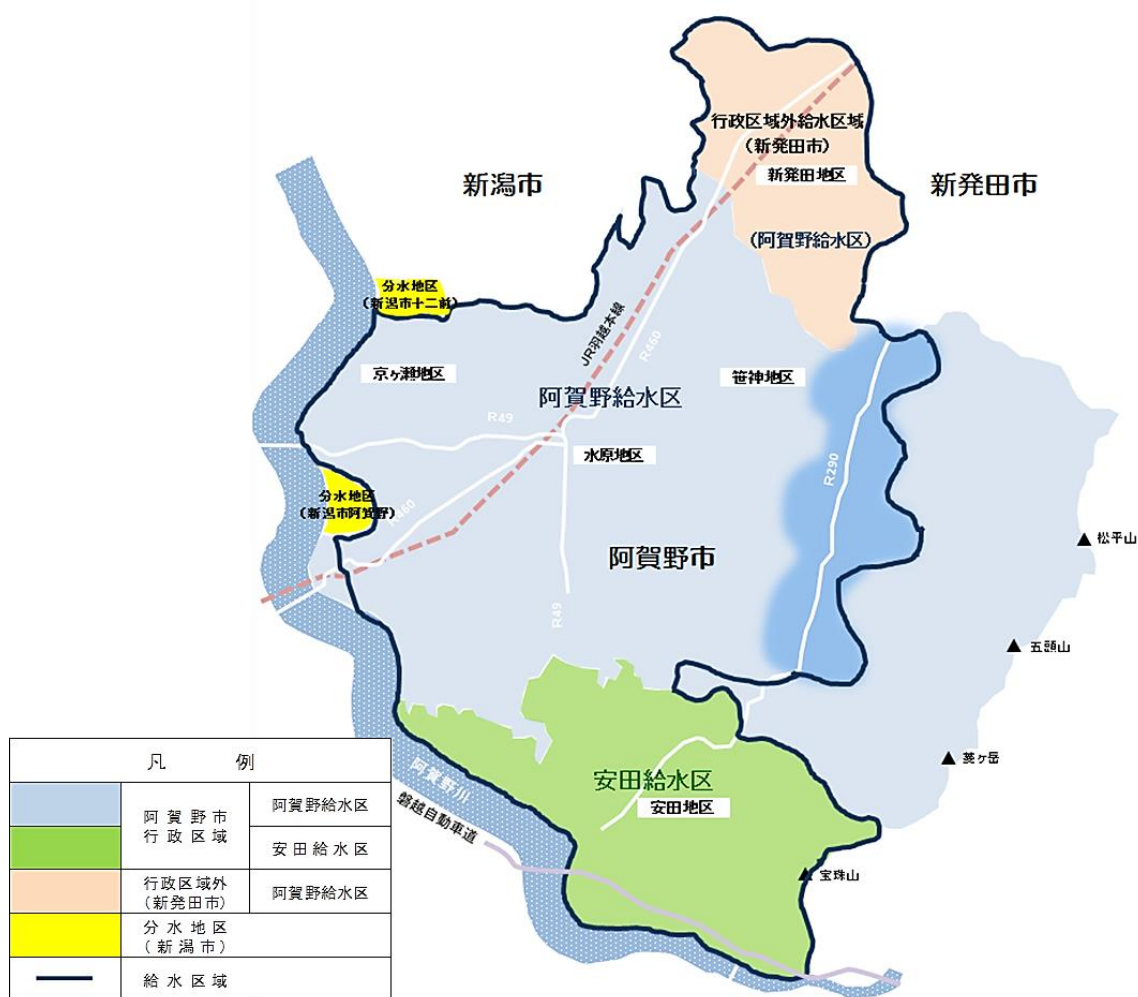 行政区域外給水区域
（新発田市）
新発田地区
新潟市
新発田市
（阿賀野給水区）
分水地区
（新潟市十二前）
JR羽越本線
R460
京ヶ瀬地区
笹神地区
阿賀野給水区
R49
水原地区
R290
分水地区
（新潟市阿賀野）
R460
松平山
阿賀野市
R49
五頭山
菱ヶ岳
阿賀野川
安田給水区
安田地区
磐越自動車道
宝珠山
凡例
阿賀野市
行政区域
阿賀野給水区
安田給水区
行政区域外
（新発田市）
阿賀野給水区
分水地区
（新潟市）
給水区域